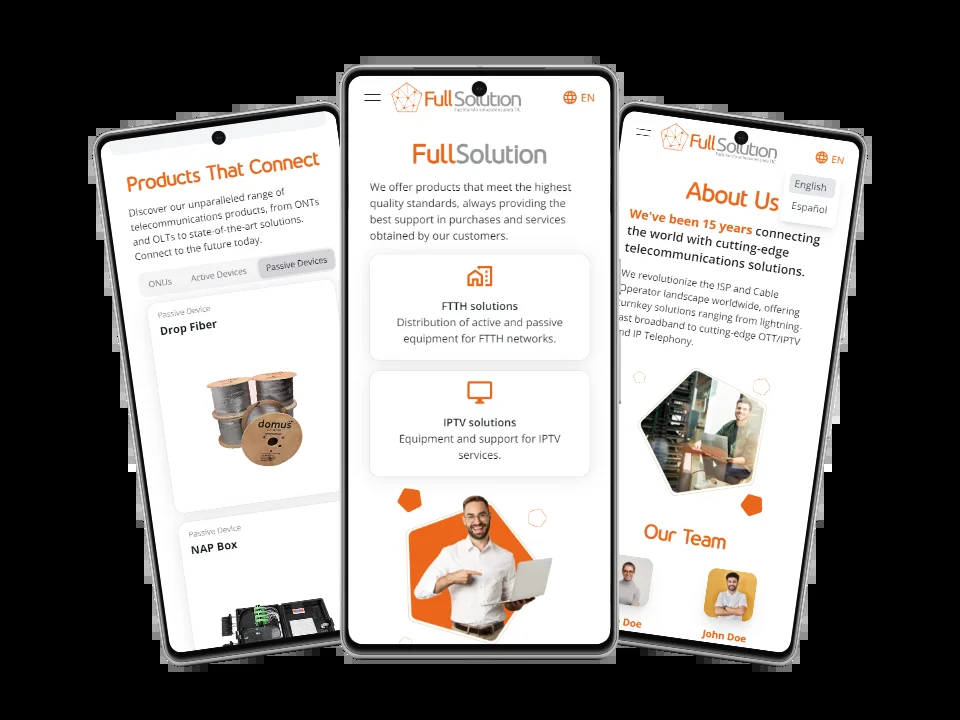 Products That Connect
Discover our unparalleled range of
telecommunications products, from ONTs
and OLTs to state-of-the-art solutions.
Connect to the future today.
ONUs
Active Devices
Passive Devices
Passive Device
Drop Fiber
domus
Passive Device
NAP Box
FullSolution
EN
FullSolution
We offer products that meet the highest
quality standards, always providing the
best support in purchases and services
obtained by our customers.
FTTH solutions
Distribution of active and passive
equipment for FTTH networks.
IPTV solutions
Equipment and support for IPTV
services.
FullSolution
EN
English
Español
About Us
We've been 15 years connecting
the world with cutting-edge
telecommunications solutions.
We revolutionize the ISP and Cable
Operator landscape worldwide, offering
turnkey solutions ranging from lightning-
ast broadband to cutting-edge OTT/IPTV
nd IP Telephony.
Our Team
Doe
John Doe